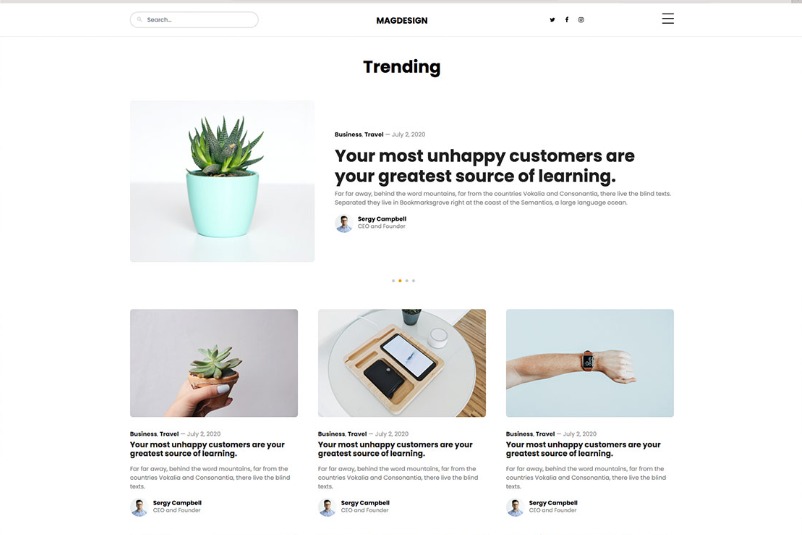 Search...
MAGDESIGN
Trending
Business, Travel — July 2, 2020
Your most unhappy customers are
your greatest source of learning.
Far far away, behind the word mountains, far from the countries Vokalia and Consonantia, there live the blind texts.
Separated they live in Bookmarksgrove right at the coast of the Semantics, a large language ocean.
Sergy Campbell
CEO and Founder
Business, Travel — July 2, 2020
Your most unhappy customers are your
greatest source of learning.
Far far away, behind the word mountains, far from the
countries Vokalia and Consonantia, there live the blind
texts.
Sergy Campbell
CEO and Founder
Business, Travel — July 2, 2020
Your most unhappy customers are your
greatest source of learning.
Far far away, behind the word mountains, far from the
countries Vokalia and Consonantia, there live the blind
texts.
Sergy Campbell
CEO and Founder
Business, Travel — July 2, 2020
Your most unhappy customers are your
greatest source of learning.
Far far away, behind the word mountains, far from the
countries Vokalia and Consonantia, there live the blind
texts.
Sergy Campbell
CEO and Founder